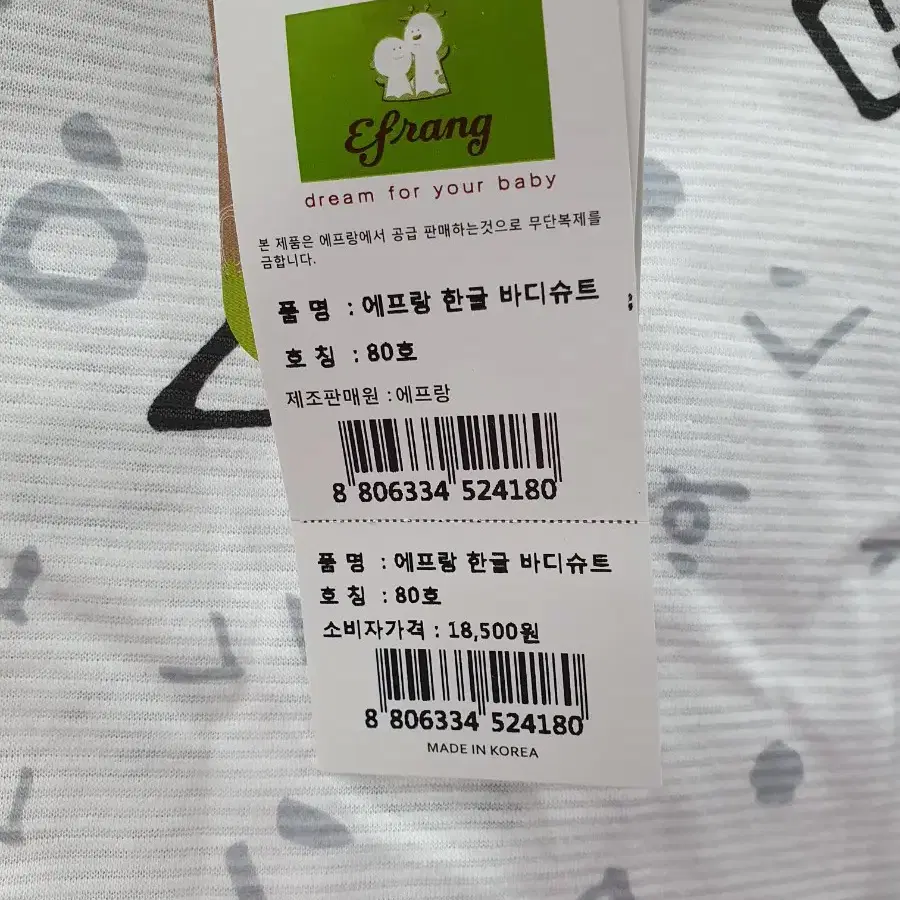 Efrang
dream for your baby
본 제품은 에프랑에서 공급 판매하는것으로 무단복제를
금합니다.
품 명 : 에프랑 한글 바디슈트
호 칭 : 80호
제조판매원 : 에프랑
8 806334 524180
품 명 : 에프랑 한글 바디슈트
호 칭 : 80호
소비자가격 : 18,500원
8 806334 524180
MADE IN KOREA